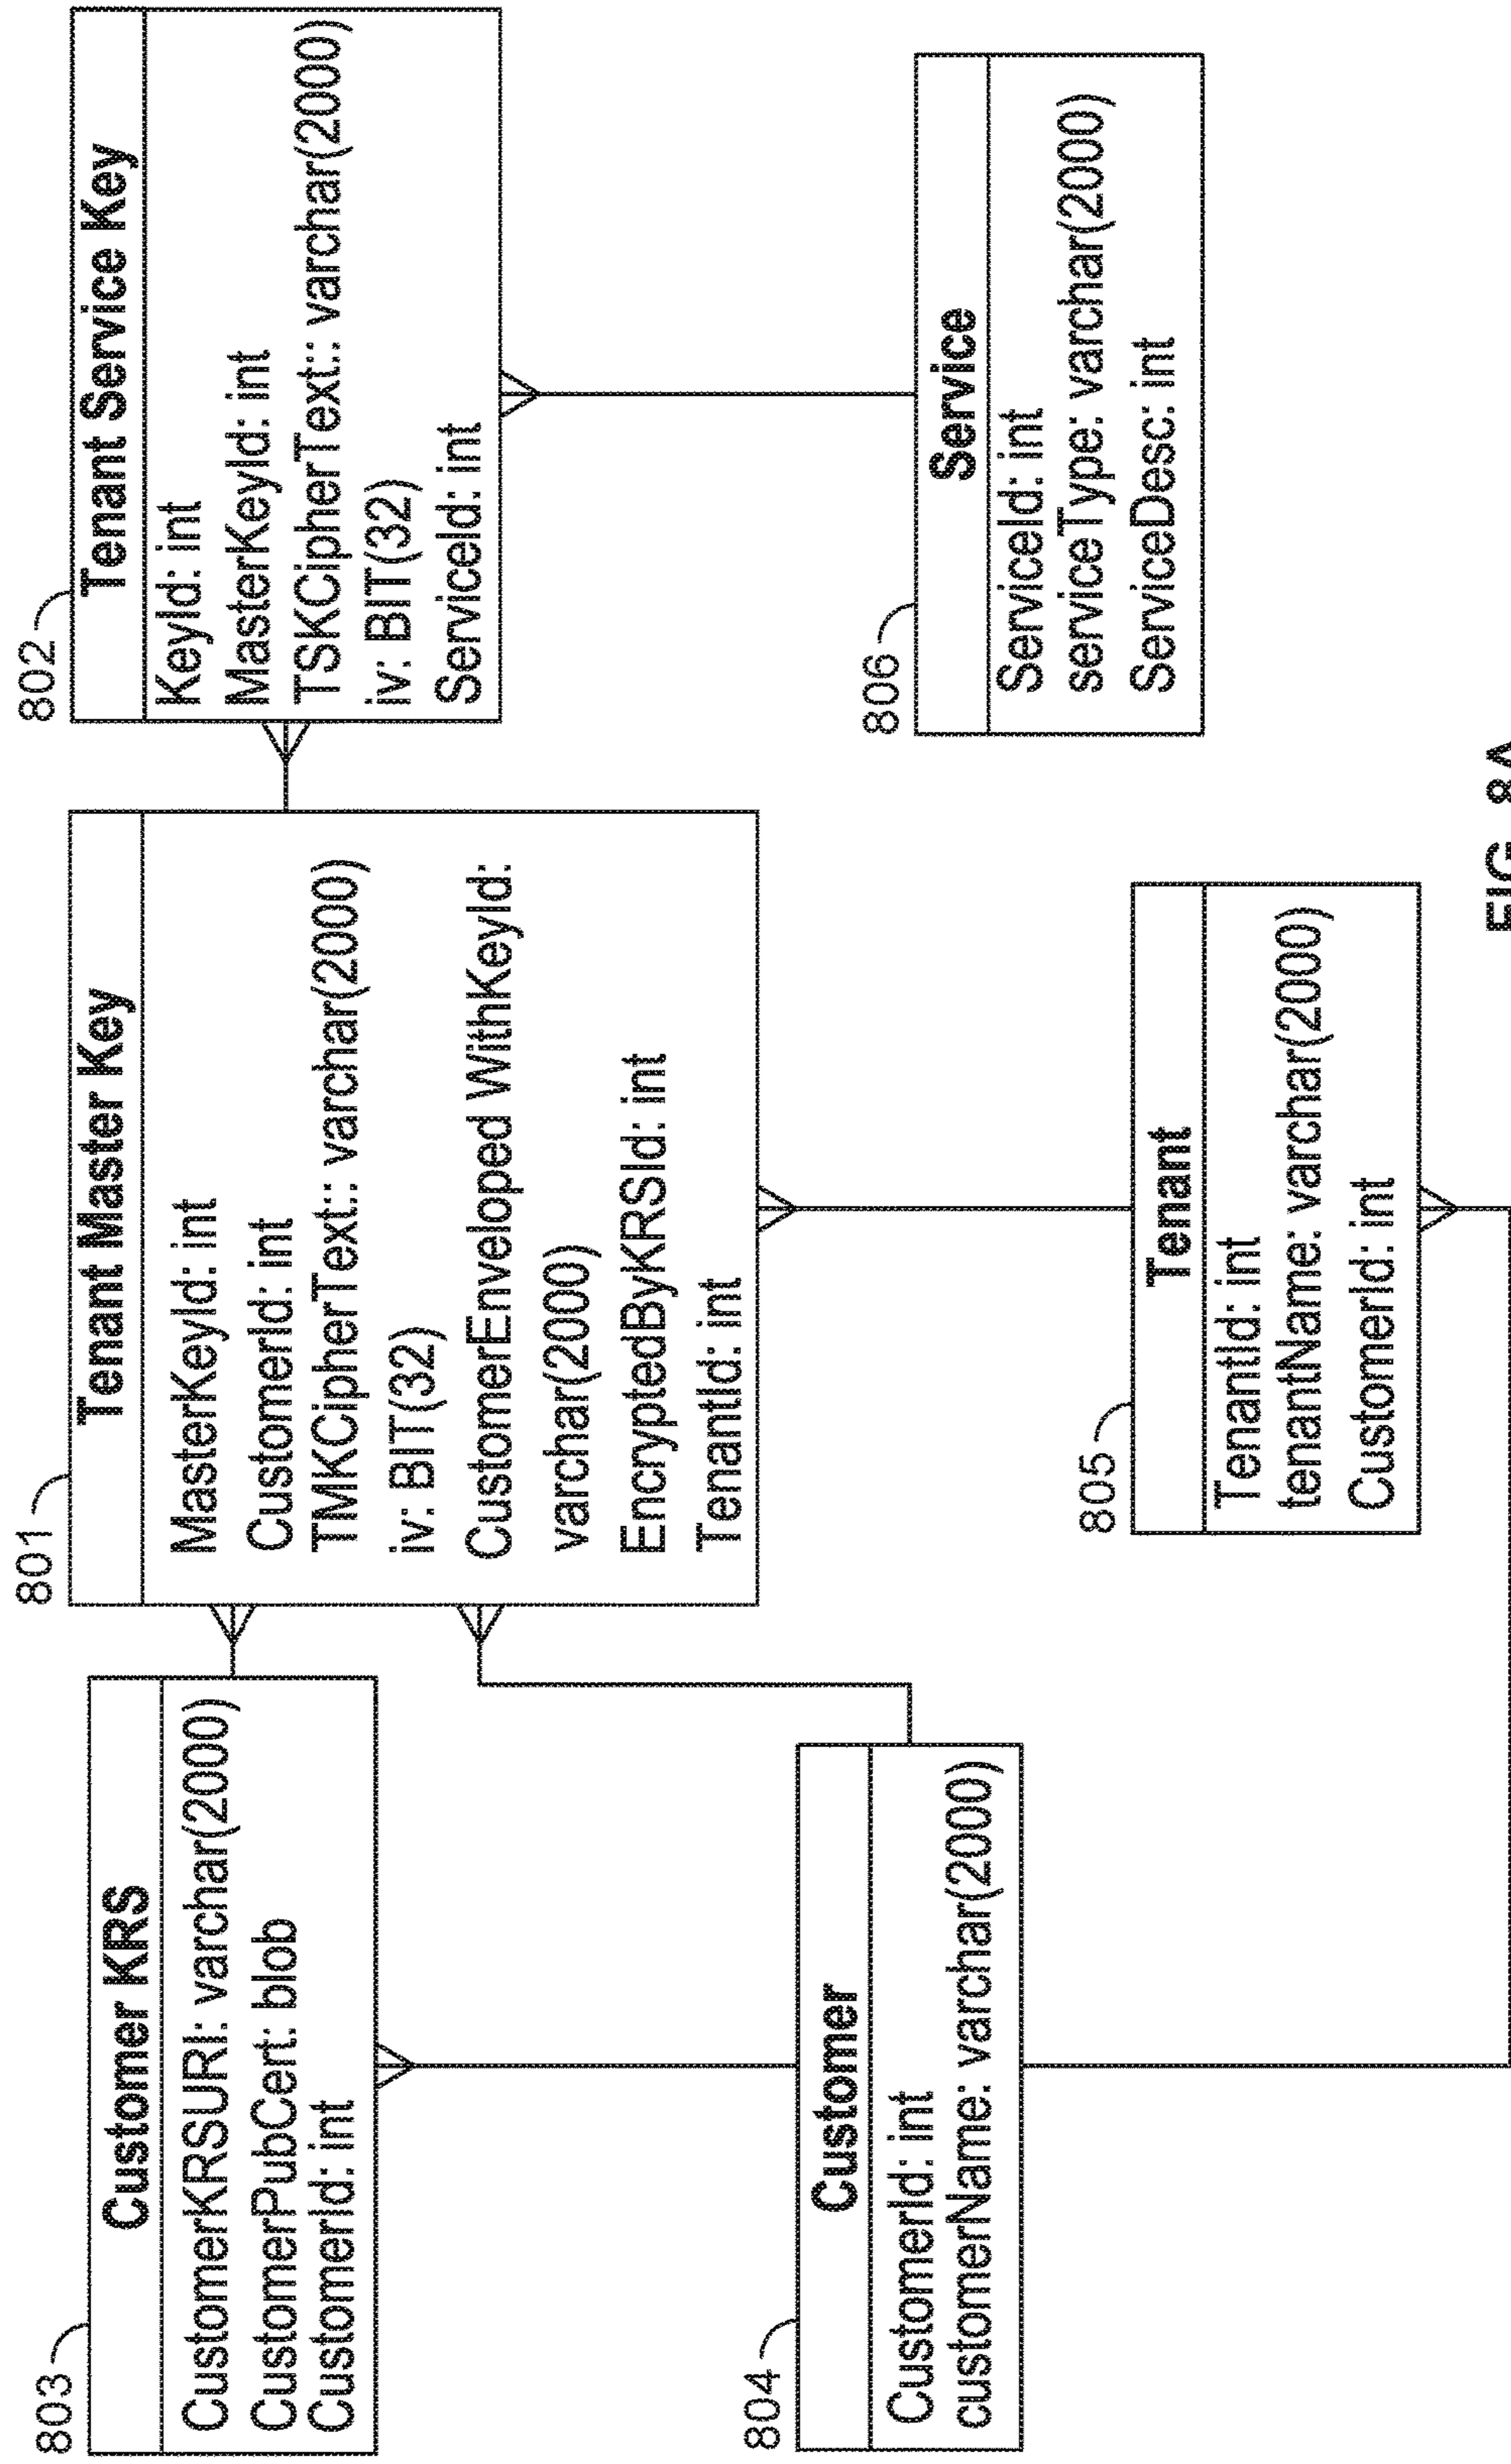 803
Customer KRS
CustomerKRSURI: varchar(2000)
CustomerPubCert: blob
CustomerId: int
801
Tenant Master Key
MasterKeyId: int
CustomerId: int
TMKCipherText:: varchar(2000)
iv: BIT(32)
CustomerEnveloped WithKeyId:
varchar(2000)
EncryptedByKRSId: int
TenantId: int
802
Tenant Service Key
KeyId: int
MasterKeyId: int
TSKCipherText:: varchar(2000)
iv: BIT(32)
ServiceId: int
804
Customer
CustomerId: int
customerName: varchar(2000)
805
Tenant
TenantId: int
tenantName: varchar(2000)
CustomerId: int
806
Service
ServiceId: int
serviceType: varchar(2000)
ServiceDesc: int
FIG. 8A